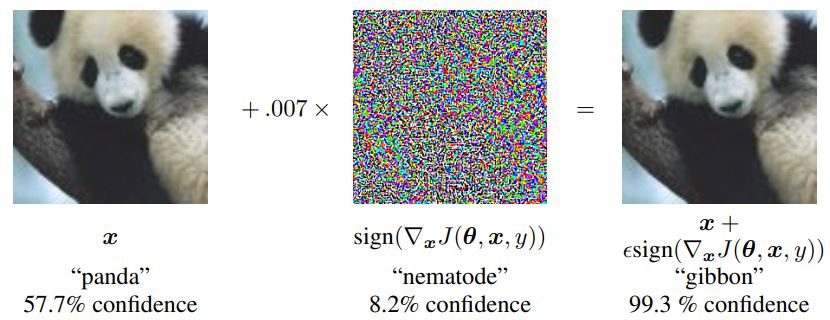 + .007 ×
=
x
“panda”
57.7% confidence
sign(∇ₓJ(θ, x, y))
“nematode”
8.2% confidence
x +
ϵsign(∇ₓJ(θ, x, y))
“gibbon”
99.3 % confidence